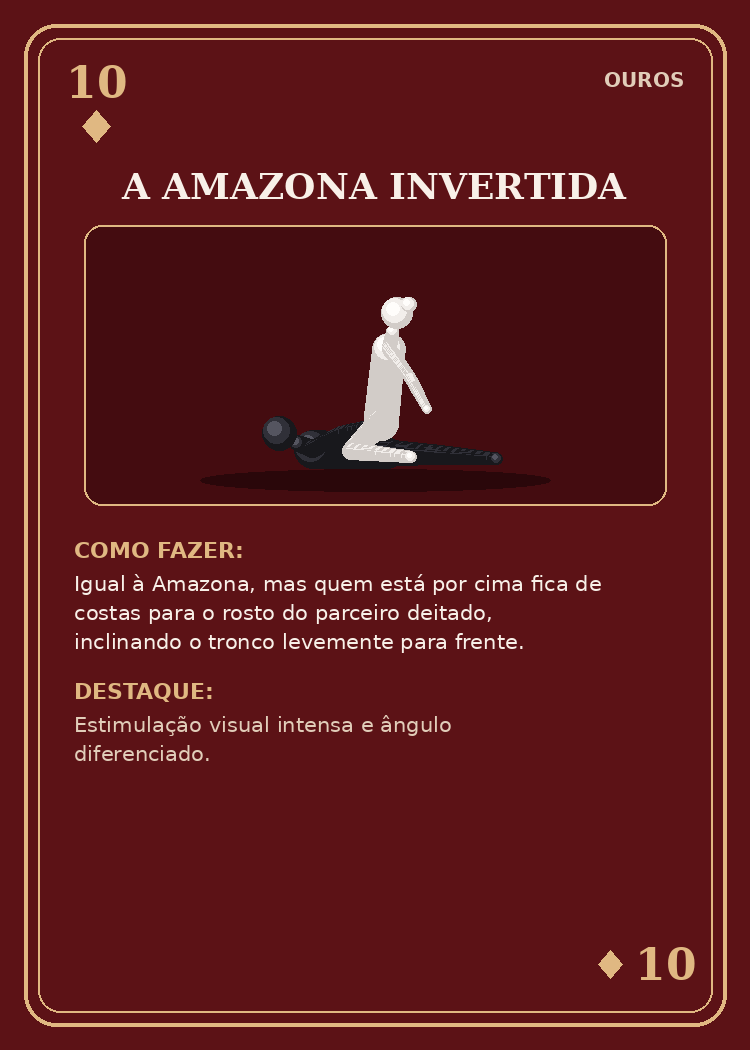 10
OUROS
A AMAZONA INVERTIDA
COMO FAZER:
Igual à Amazona, mas quem está por cima fica de
costas para o rosto do parceiro deitado,
inclinando o tronco levemente para frente.
DESTAQUE:
Estimulação visual intensa e ângulo
diferenciado.
10